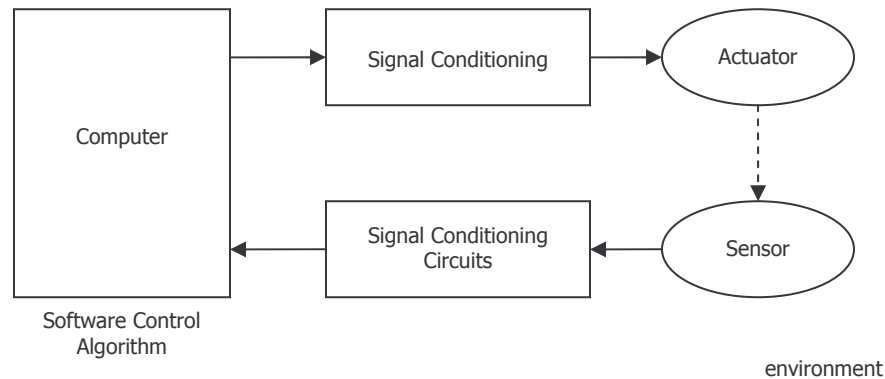 Signal Conditioning
Actuator
Computer
Signal Conditioning
Circuits
Sensor
Software Control
Algorithm
environment